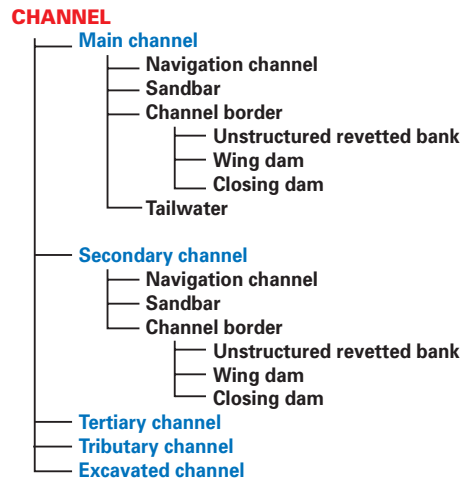 CHANNEL
Main channel
Navigation channel
Sandbar
Channel border
Unstructured revetted bank
Wing dam
Closing dam
Tailwater
Secondary channel
Navigation channel
Sandbar
Channel border
Unstructured revetted bank
Wing dam
Closing dam
Tertiary channel
Tributary channel
Excavated channel